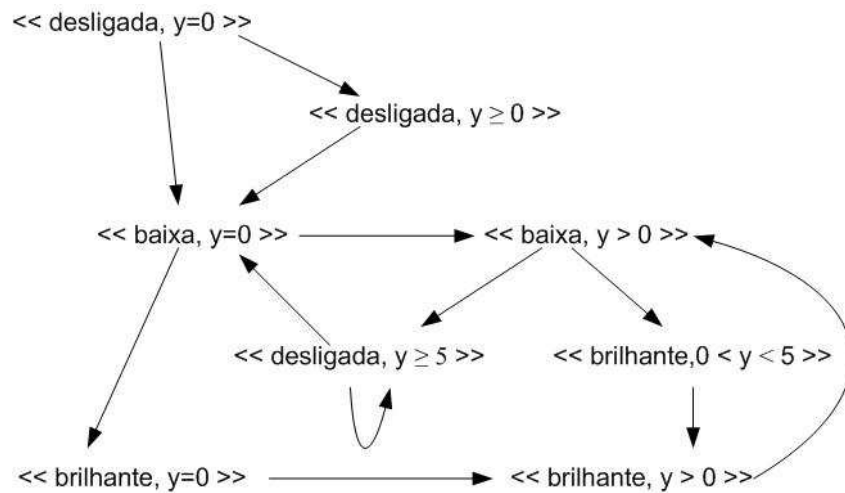 << desligada, y=0 >>
<< desligada, y ≥ 0 >>
<< baixa, y=0 >>
<< baixa, y > 0 >>
<< desligada, y ≥ 5 >>
<< brilhante,0 < y < 5 >>
<< brilhante, y=0 >>
<< brilhante, y > 0 >>